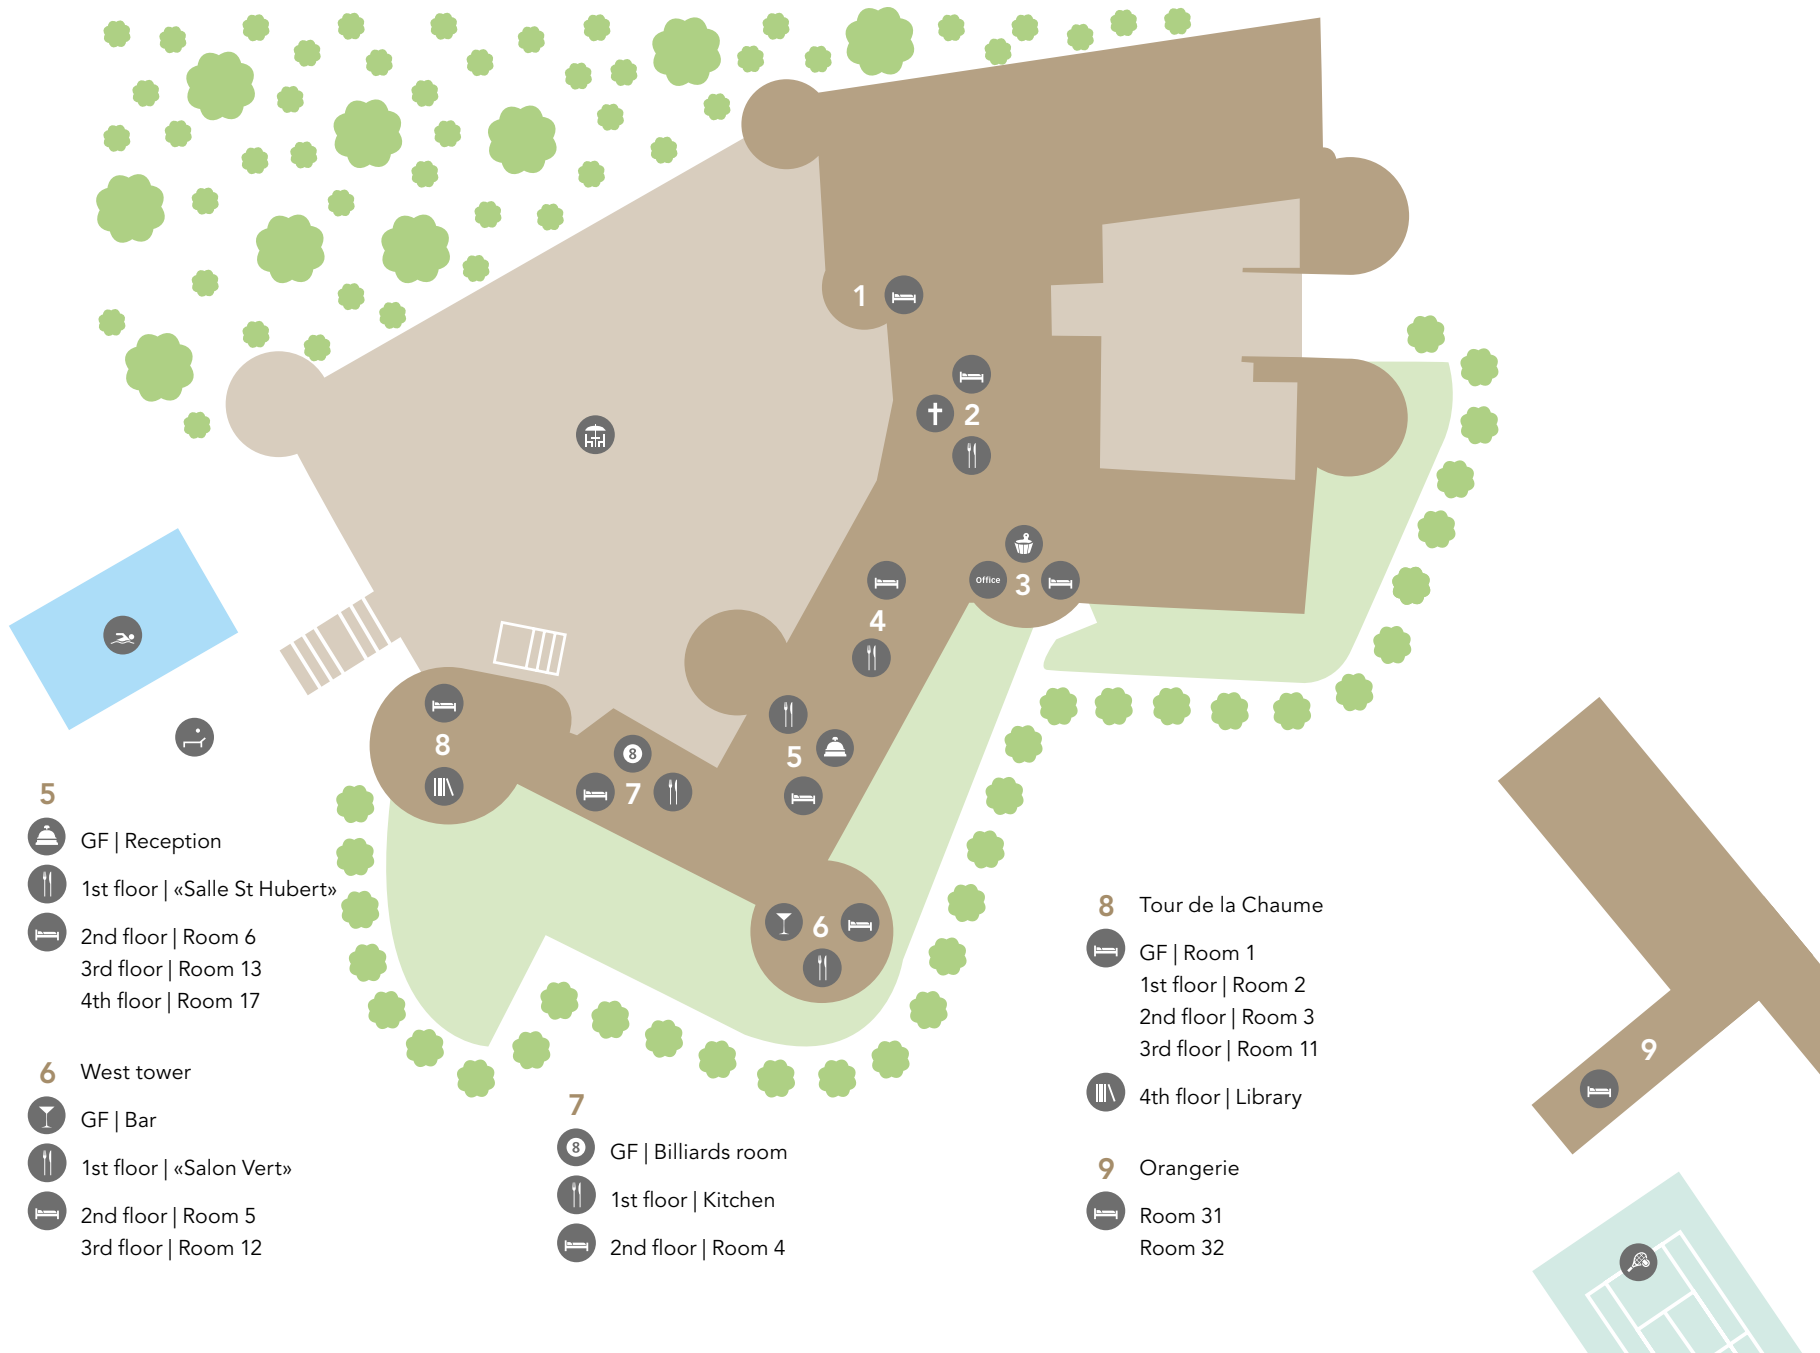 1
2
Office
3
4
5
8
7
8
6
9
5
GF | Reception
1st floor | «Salle St Hubert»
2nd floor | Room 6
3rd floor | Room 13
4th floor | Room 17
6 West tower
GF | Bar
1st floor | «Salon Vert»
2nd floor | Room 5
3rd floor | Room 12
7
8 GF | Billiards room
1st floor | Kitchen
2nd floor | Room 4
8 Tour de la Chaume
GF | Room 1
1st floor | Room 2
2nd floor | Room 3
3rd floor | Room 11
4th floor | Library
9 Orangerie
Room 31
Room 32